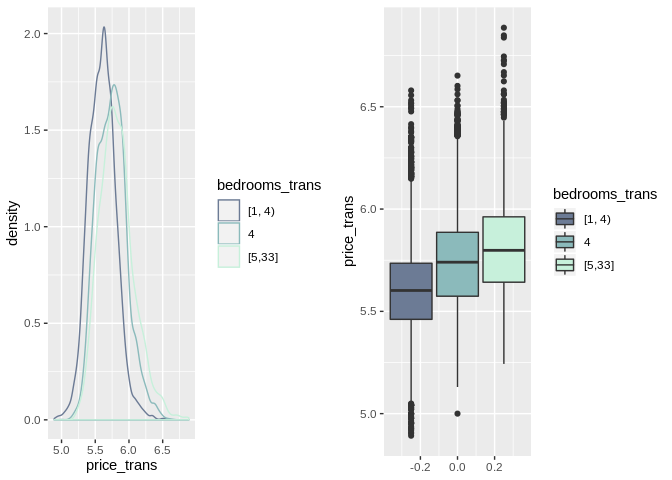 2.0
1.5
1.0
0.5
0.0
density
5.0 5.5 6.0 6.5
price_trans
bedrooms_trans
[1, 4)
4
[5,33]
6.5
6.0
5.5
5.0
price_trans
-0.2 0.0 0.2
bedrooms_trans
[1, 4)
4
[5,33]